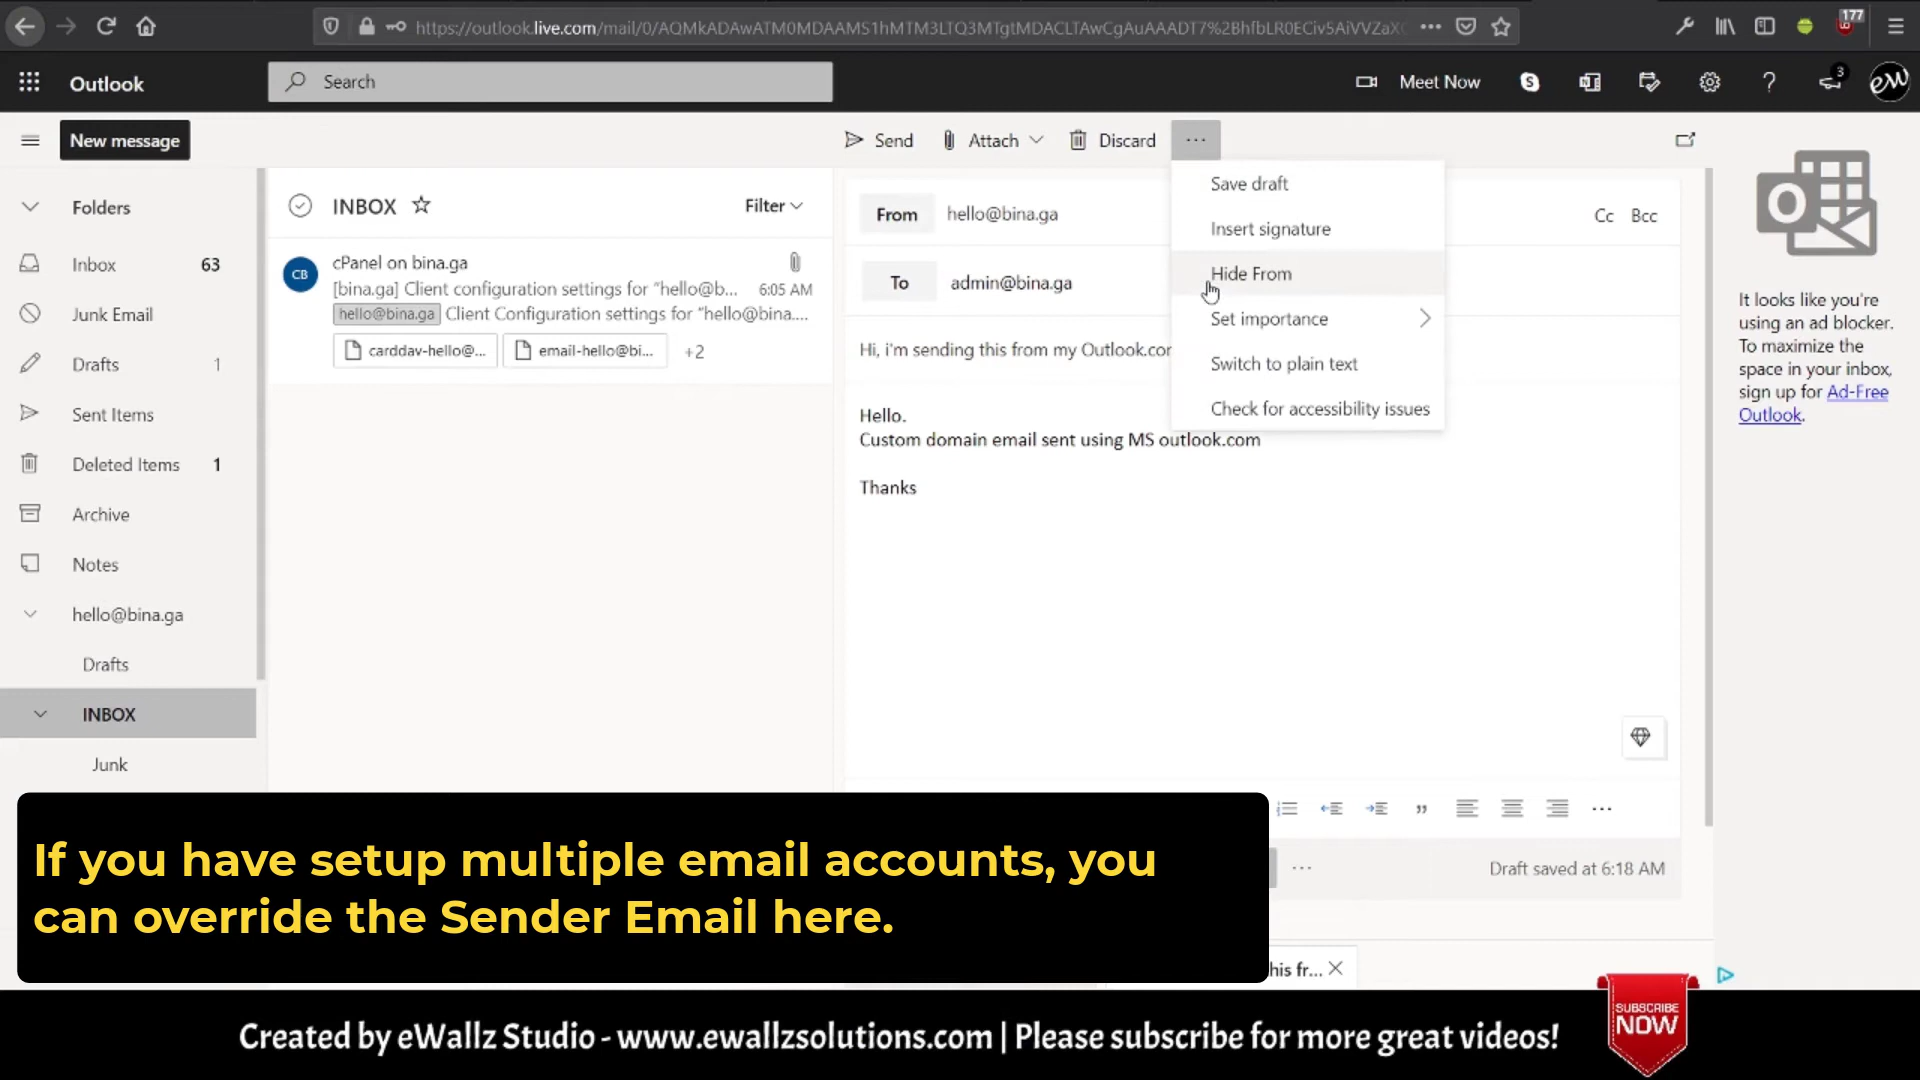 https://outlook.live.com/mail/0/AQMkADAwATM0MDAAMS1hMTM3LTQ3MTgtMDACLTAwCgAuAAADT7%2BhfbLR0ECiv5AiVVZaX
177
Outlook
Search
Meet Now
3
eW
New message
Send
Attach
Discard
...
Folders
Inbox 63
Junk Email
Drafts 1
Sent Items
Deleted Items 1
Archive
Notes
hello@bina.ga
Drafts
INBOX
Junk
INBOX
Filter
CB
cPanel on bina.ga
[bina.ga] Client configuration settings for "hello@b... 6:05 AM
hello@bina.ga Client Configuration settings for "hello@bina....
carddav-hello@...
email-hello@bi...
+2
From hello@bina.ga
Cc Bcc
To admin@bina.ga
Hi, i'm sending this from my Outlook.cor
Hello.
Custom domain email sent using MS outlook.com
Thanks
Save draft
Insert signature
Hide From
Set importance
Switch to plain text
Check for accessibility issues
Draft saved at 6:18 AM
his fr...
It looks like you're
using an ad blocker.
To maximize the
space in your inbox,
sign up for Ad-Free
Outlook.
If you have setup multiple email accounts, you
can override the Sender Email here.
Created by eWallz Studio - www.ewallzsolutions.com | Please subscribe for more great videos!
SUBSCRIBE
NOW